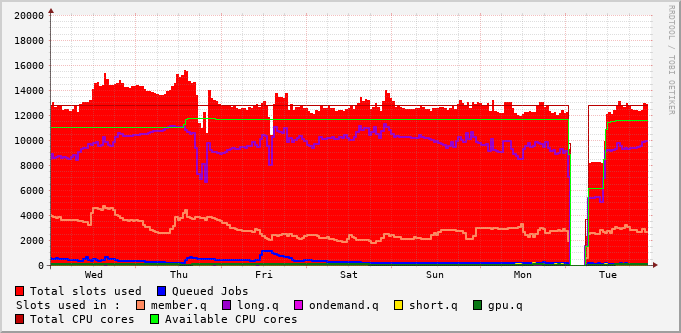 20000
18000
16000
14000
12000
10000
8000
6000
4000
2000
0
Wed Thu Fri Sat Sun Mon Tue
RRDTOOL / TOBI OETIKER
Total slots used Queued Jobs
Slots used in : member.q long.q ondemand.q short.q gpu.q
Total CPU cores Available CPU cores